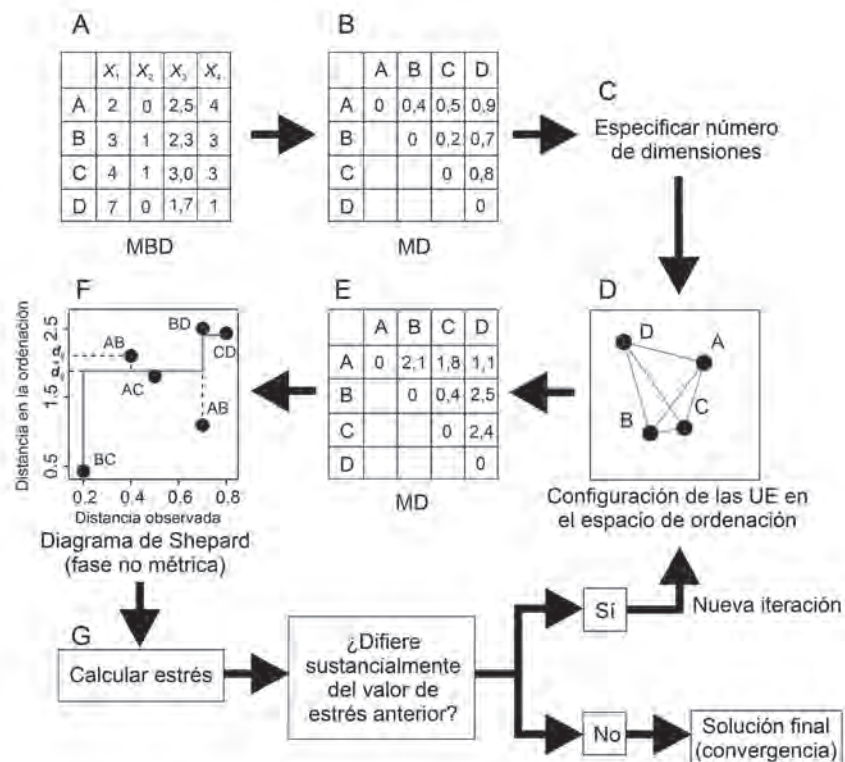 A
X₁ X₂ X₃ X₄
A 2 0 2,5 4
B 3 1 2,3 3
C 4 1 3,0 3
D 7 0 1,7 1
MBD
B
A B C D
A 0 0,4 0,5 0,9
B 0 0,2 0,7
C 0 0,8
D 0
MD
C
Especificar número
de dimensiones
F
Distancia en la ordenación
2.5
1.5
0.5
BD
AB
CD
AC
AB
BC
0.2 0.4 0.6 0.8
Distancia observada
Diagrama de Shepard
(fase no métrica)
E
A B C D
A 0 2,1 1,8 1,1
B 0 0,4 2,5
C 0 2,4
D 0
MD
D
D
A
B
C
Configuración de las UE en
el espacio de ordenación
G
Calcular estrés
¿Difiere
sustancialmente
del valor de
estrés anterior?
Sí
Nueva iteración
No
Solución final
(convergencia)